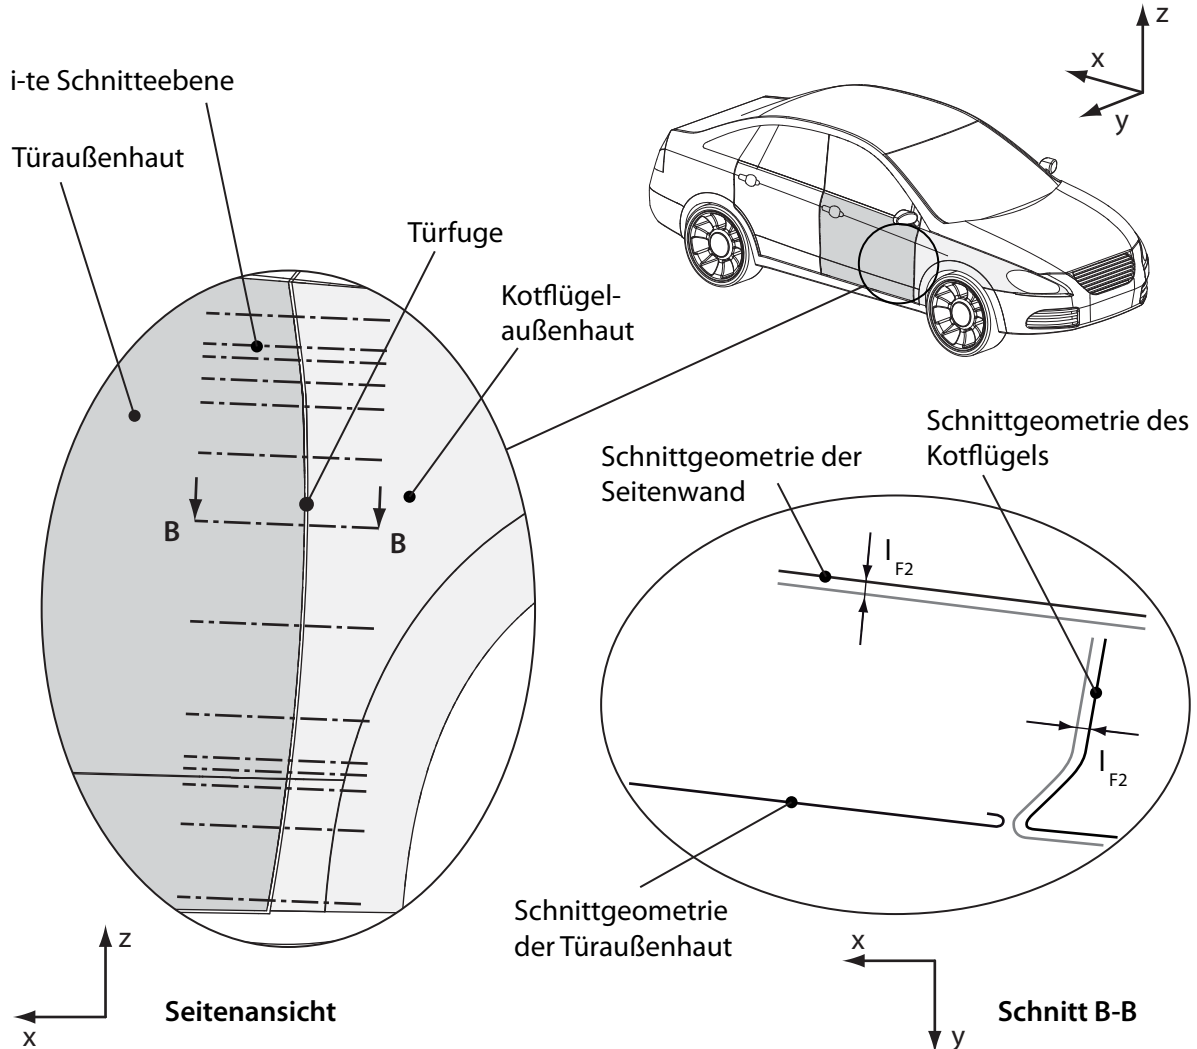 z
x
y
i-te Schnitteebene
Türaußenhaut
Türfuge
Kotflügel-
außenhaut
B
B
Schnittgeometrie des
Kotflügels
Schnittgeometrie der
Seitenwand
l F2
l F2
Schnittgeometrie
der Türaußenhaut
z
x
Seitenansicht
x
y
Schnitt B-B